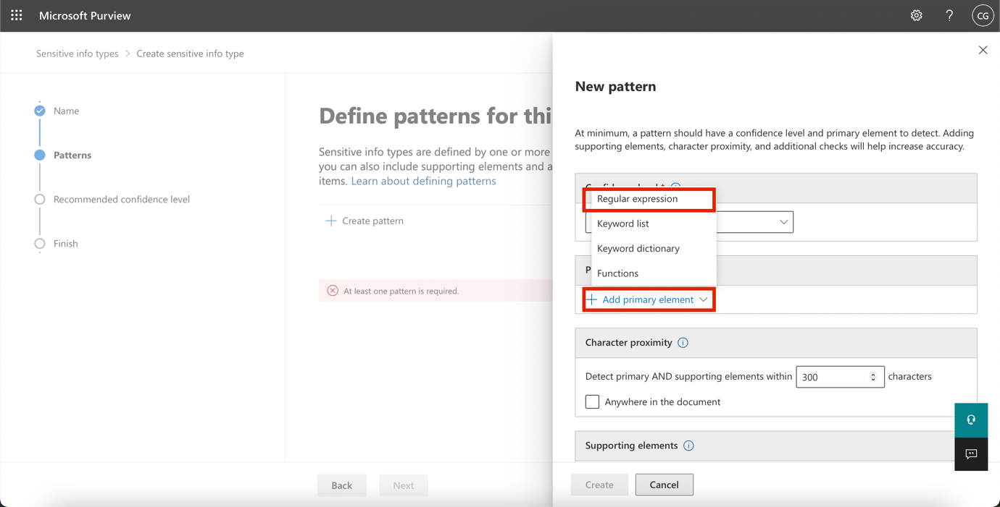 Microsoft Purview
CG
Sensitive info types > Create sensitive info type
Name
Patterns
Recommended confidence level
Finish
Define patterns for thi
Sensitive info types are defined by one or more
you can also include supporting elements and a
items. Learn about defining patterns
Create pattern
At least one pattern is required.
Back
Next
New pattern
At minimum, a pattern should have a confidence level and primary element to detect. Adding
supporting elements, character proximity, and additional checks will help increase accuracy.
Regular expression
Keyword list
Keyword dictionary
Functions
P
Add primary element
Character proximity
Detect primary AND supporting elements within 300 characters
Anywhere in the document
Supporting elements
Create
Cancel